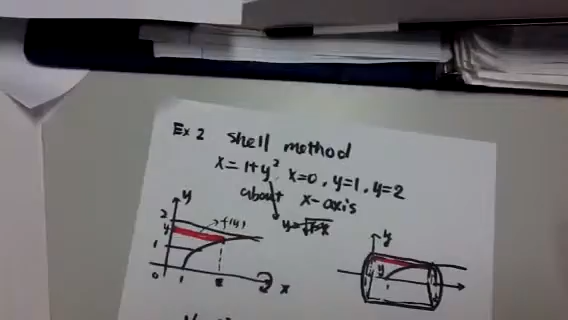 Ex 2 Shell method
x = 1+y² x=0, y=1, y=2
about x-axis
y
2
f(y)
y
1
0
1
x
x
y
y
1